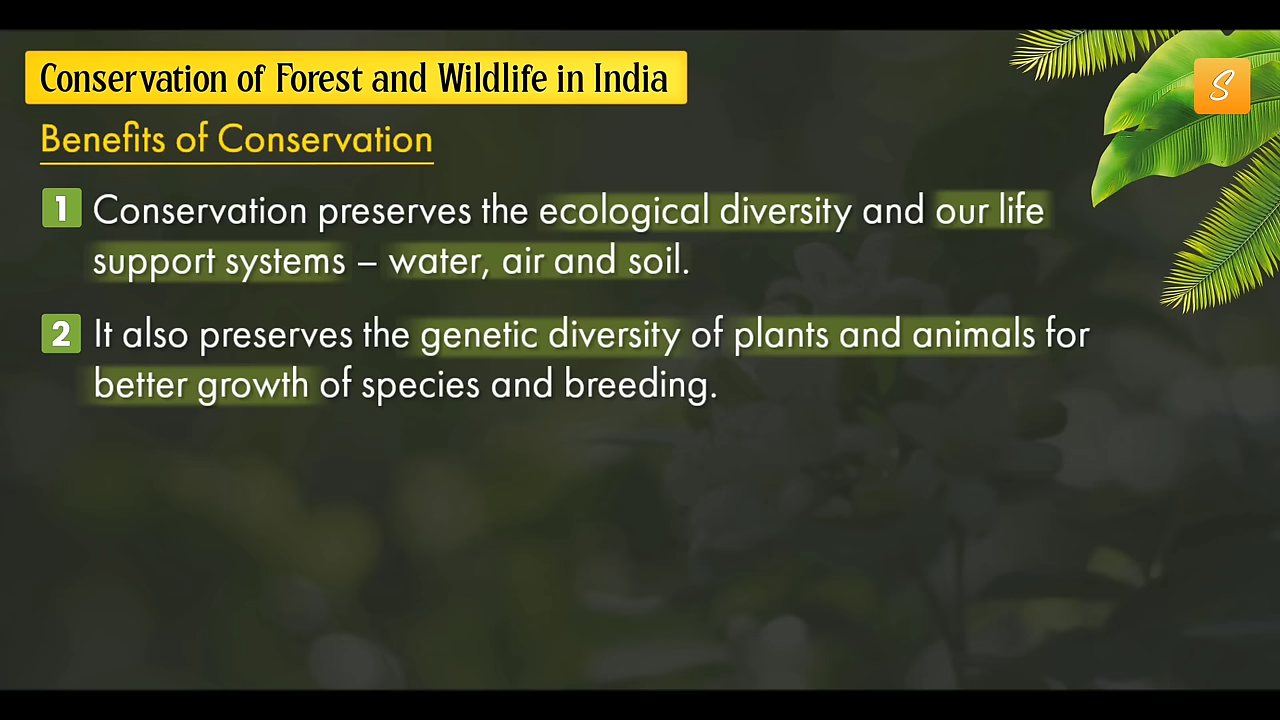 Conservation of Forest and Wildlife in India
S
Benefits of Conservation
1 Conservation preserves the ecological diversity and our life
support systems – water, air and soil.
2 It also preserves the genetic diversity of plants and animals for
better growth of species and breeding.